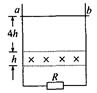 a b
4h
h × × × ×
R